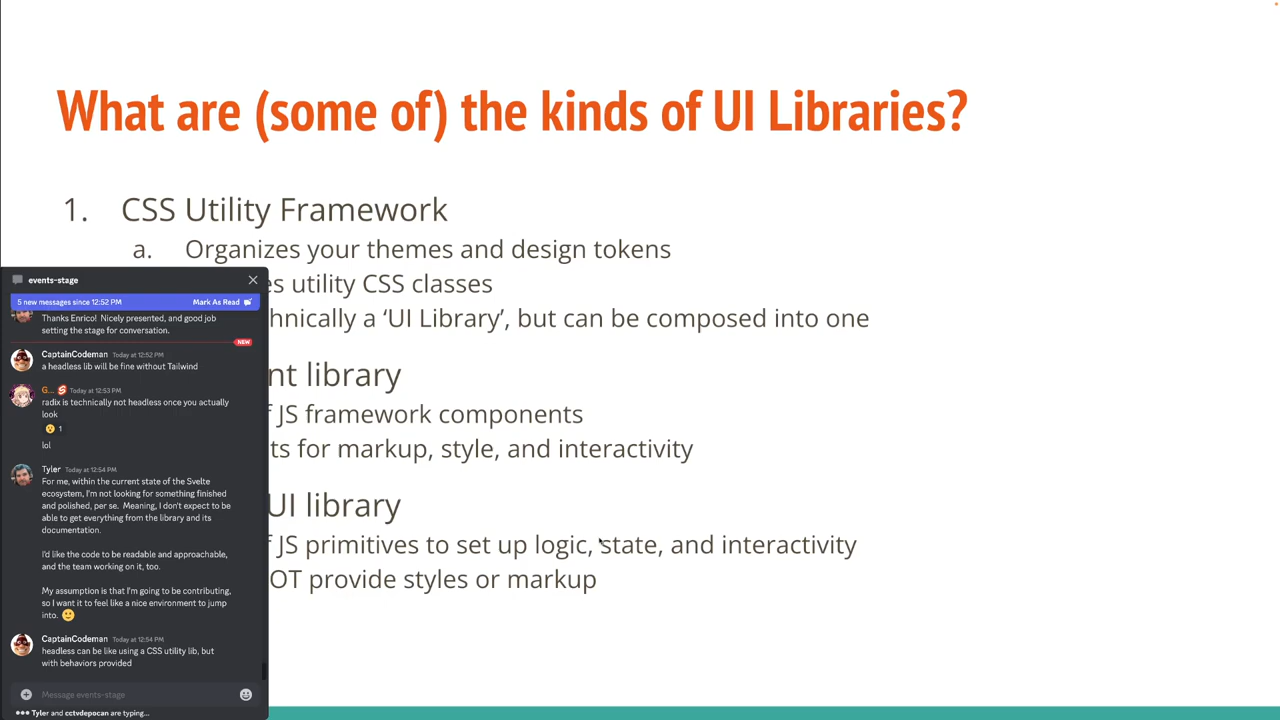 What are (some of) the kinds of UI Libraries?
1. CSS Utility Framework
a. Organizes your themes and design tokens
es utility CSS classes
hnically a ‘UI Library’, but can be composed into one
nt library
f JS framework components
ts for markup, style, and interactivity
UI library
f JS primitives to set up logic, state, and interactivity
OT provide styles or markup
events-stage
5 new messages since 12:52 PM Mark As Read
Thanks Enrico! Nicely presented, and good job
setting the stage for conversation.
NEW
CaptainCodeman Today at 12:52 PM
a headless lib will be fine without Tailwind
G... Today at 12:53 PM
radix is technically not headless once you actually
look
1
lol
Tyler Today at 12:54 PM
For me, within the current state of the Svelte
ecosystem, I'm not looking for something finished
and polished, per se. Meaning, I don't expect to be
able to get everything from the library and its
documentation.
I'd like the code to be readable and approachable,
and the team working on it, too.
My assumption is that I'm going to be contributing,
so I want it to feel like a nice environment to jump
into.
CaptainCodeman Today at 12:54 PM
headless can be like using a CSS utility lib, but
with behaviors provided
Message events-stage
Tyler and cctvdepocan are typing...